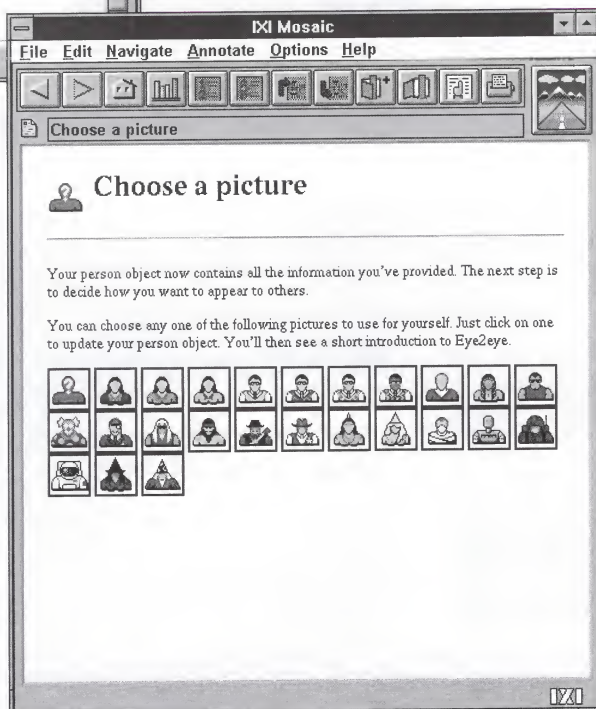 IXI Mosaic
File Edit Navigate Annotate Options Help
Choose a picture
Choose a picture
Your person object now contains all the information you've provided. The next step is
to decide how you want to appear to others.
You can choose any one of the following pictures to use for yourself. Just click on one
to update your person object. You'll then see a short introduction to Eye2eye.
IXI